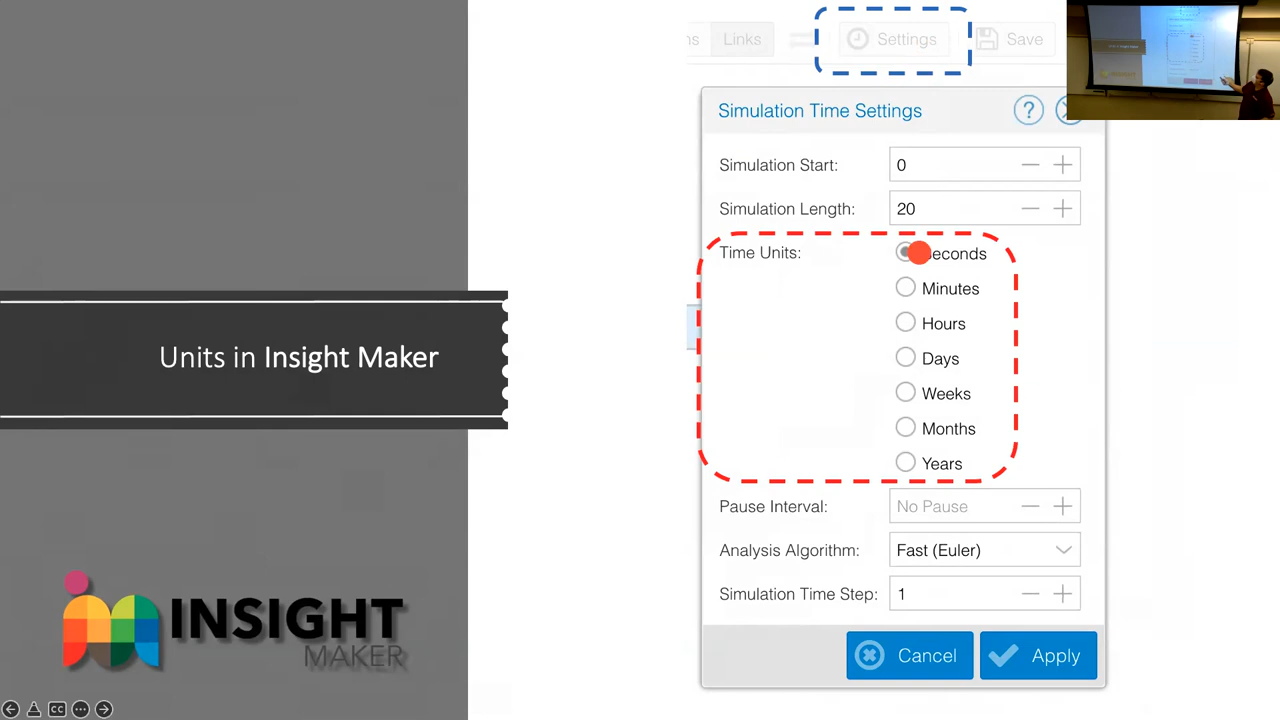 ns
Links
Settings
Save
Simulation Time Settings
?
Simulation Start:
0
Simulation Length:
20
Time Units:
econds
Minutes
Hours
Days
Weeks
Months
Years
Pause Interval:
No Pause
Analysis Algorithm:
Fast (Euler)
Simulation Time Step:
1
Cancel
Apply
Units in Insight Maker
INSIGHT
MAKER
CC